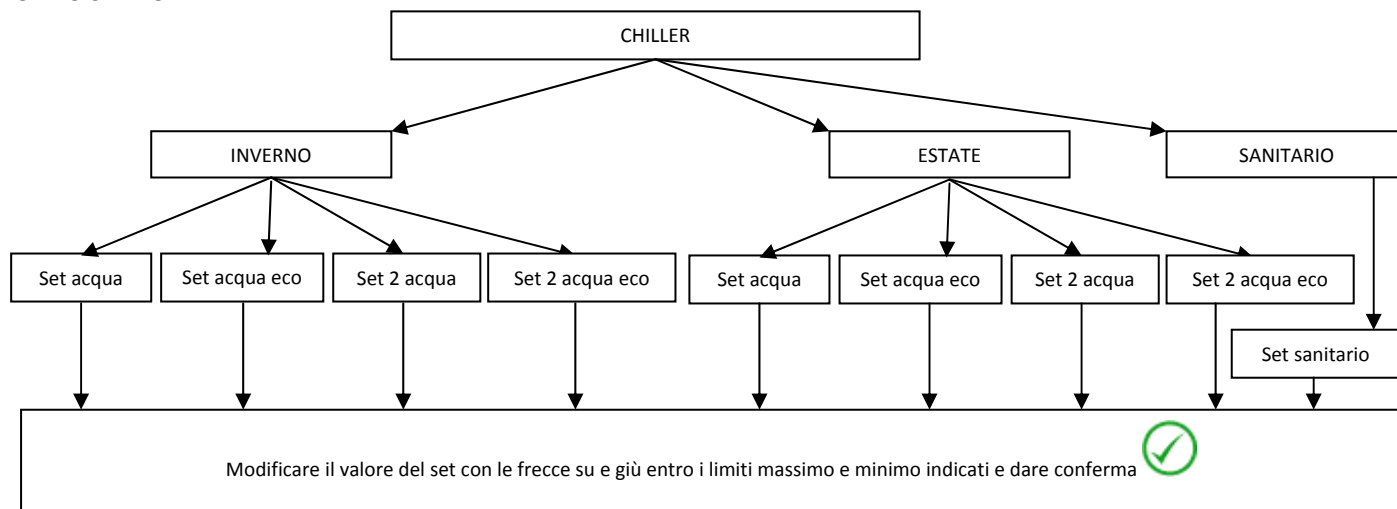 CHILLER
INVERNO
ESTATE
SANITARIO
Set acqua
Set acqua eco
Set 2 acqua
Set 2 acqua eco
Set acqua
Set acqua eco
Set 2 acqua
Set 2 acqua eco
Set sanitario
Modificare il valore del set con le frecce su e giù entro i limiti massimo e minimo indicati e dare conferma